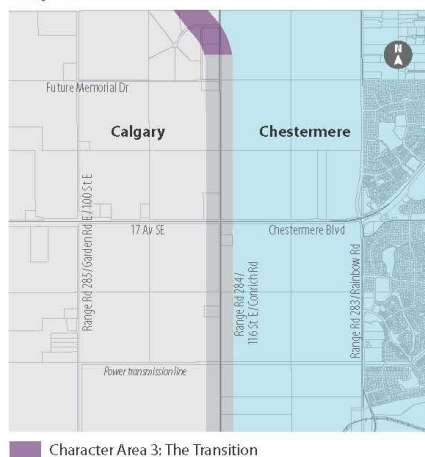 N
Future Memorial Dr
Calgary
Chestermere
17 Av SE
Chestermere Blvd
Range Rd 285/Garden Rd E/100 St E
Range Rd 284/
116 St E/Conrich Rd
Range Rd 283/Rainbow Rd
Power transmission line
Character Area 3: The Transition